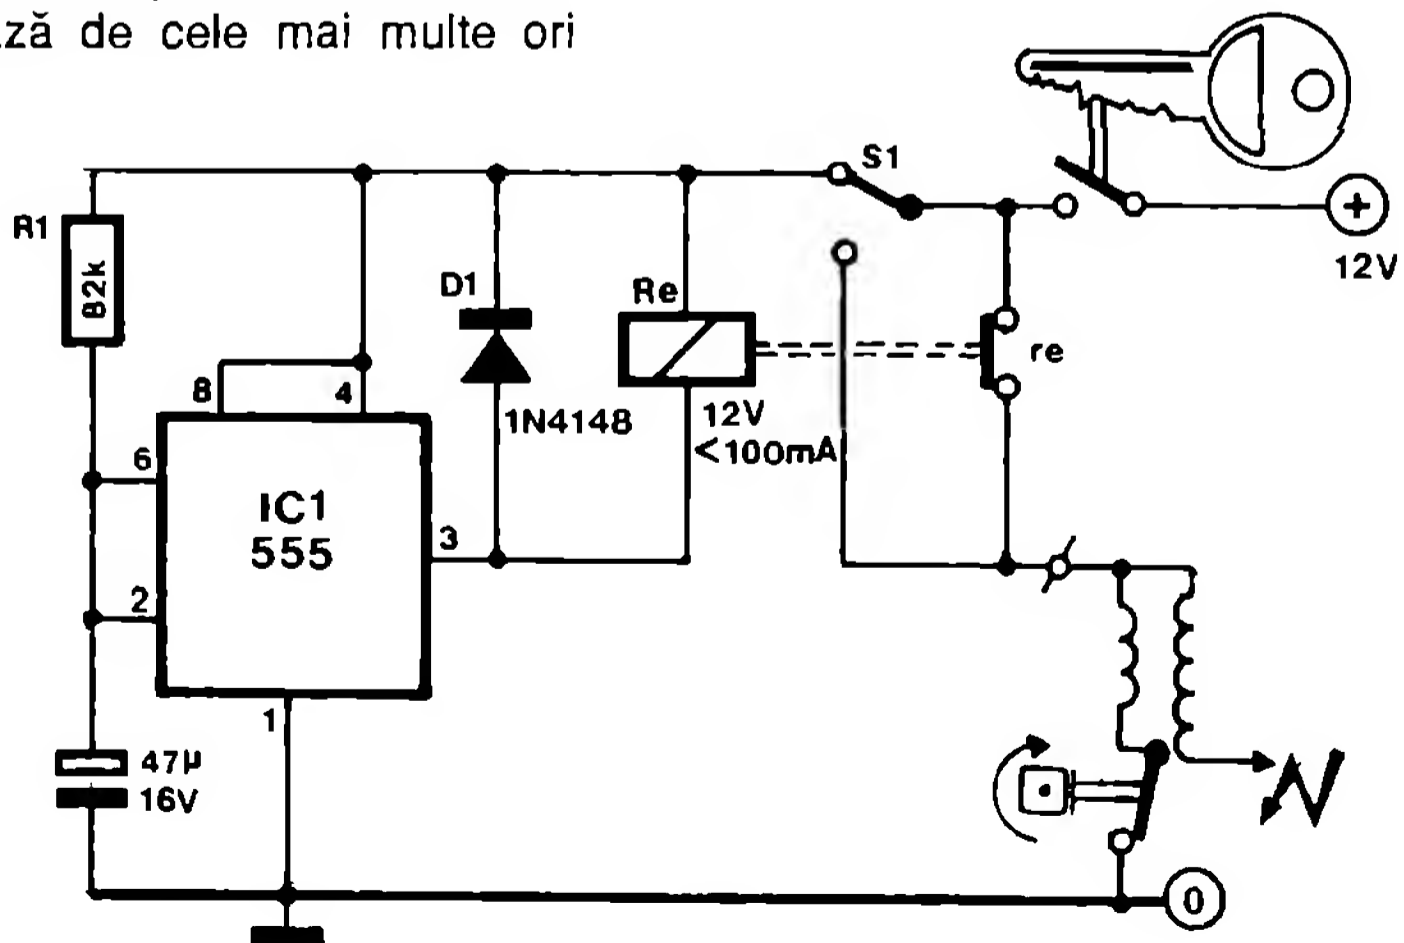 ză de cele mai multe ori
S1
R1
82k
D1
Re
12V
8
4
1N4148
12V
<100mA
re
6
IC1
555
3
2
1
47µ
16V
+
0